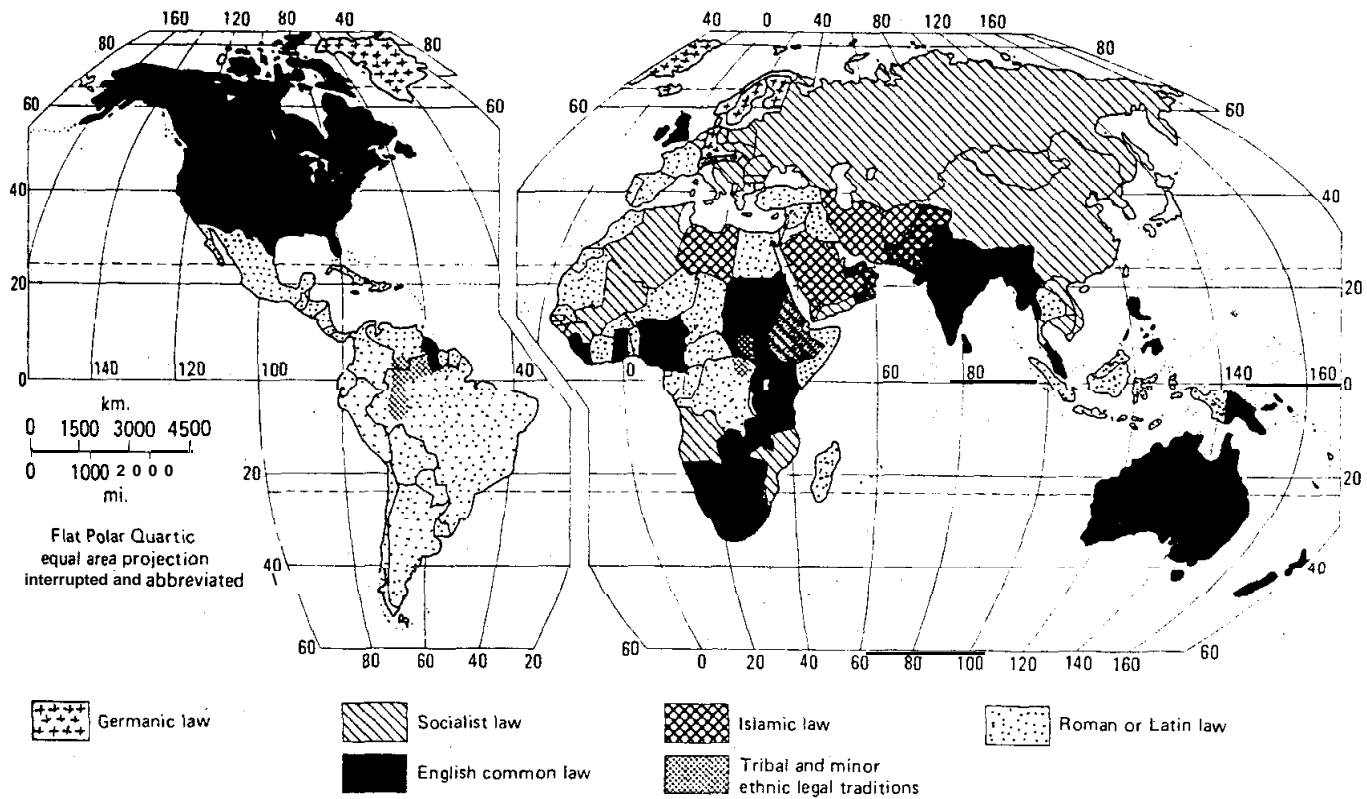 160 120 80 40
40 0 40 80 120 160
80 80 80
60 60 60 60
40 40
20 20
0 140 120 100 40 0 60 80 140 160 0
km.
0 1500 3000 4500
0 1000 2000
mi.
20 20
Flat Polar Quartic
equal area projection
interrupted and abbreviated
40 40
60 60 60
80 60 40 20 0 20 40 60 80 100 120 140 160
Germanic law
Socialist law
Islamic law
Roman or Latin law
English common law
Tribal and minor
ethnic legal traditions